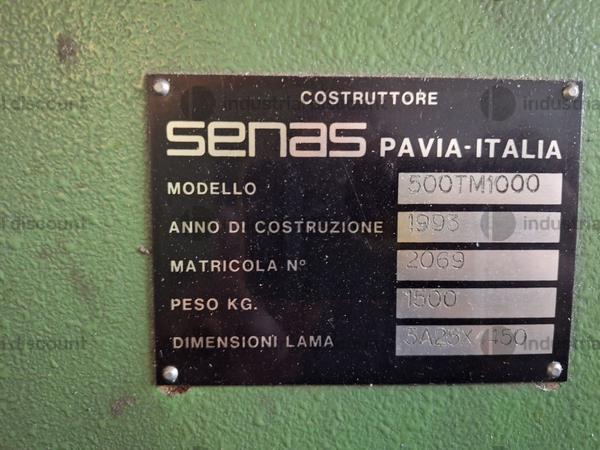 COSTRUTTORE
senas PAVIA-ITALIA
MODELLO 500TM1000
ANNO DI COSTRUZIONE 1993
MATRICOLA N° 2069
PESO KG. 1500
DIMENSIONI LAMA